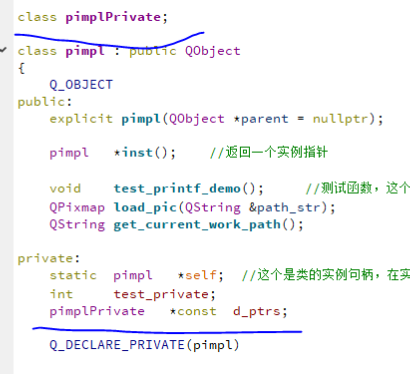 class pimplPrivate;
class pimpl : public QObject
{
Q_OBJECT
public:
explicit pimpl(QObject *parent = nullptr);
pimpl *inst(); //返回一个实例指针
void test_printf_demo(); //测试函数，这个
QPixmap load_pic(QString &path_str);
QString get_current_work_path();
private:
static pimpl *self; //这个是类的实例句柄，在实
int test_private;
pimplPrivate *const d_ptrs;
Q_DECLARE_PRIVATE(pimpl)